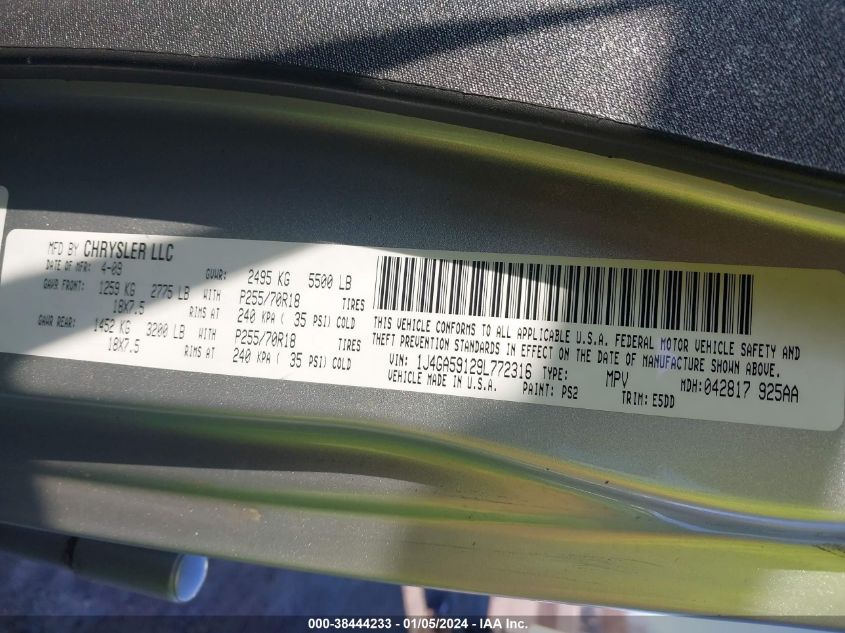 MFD BY CHRYSLER LLC
DATE OF MFR: 4-09 GVWR: 2495 KG 5500 LB
GAWR FRONT: 1259 KG 2775 LB WITH P255/70R18 TIRES
18X7.5 RIMS AT 240 KPA ( 35 PSI) COLD
GAWR REAR: 1452 KG 3200 LB WITH P255/70R18 TIRES
18X7.5 RIMS AT 240 KPA ( 35 PSI) COLD
THIS VEHICLE CONFORMS TO ALL APPLICABLE U.S.A. FEDERAL MOTOR VEHICLE SAFETY AND
THEFT PREVENTION STANDARDS IN EFFECT ON THE DATE OF MANUFACTURE SHOWN ABOVE.
VIN: 1J4GA59129L772316 TYPE: MPV MDH: 042817 925AA
VEHICLE MADE IN U.S.A. PAINT: PS2 TRIM: E5DD
000-38444233 - 01/05/2024 - IAA Inc.